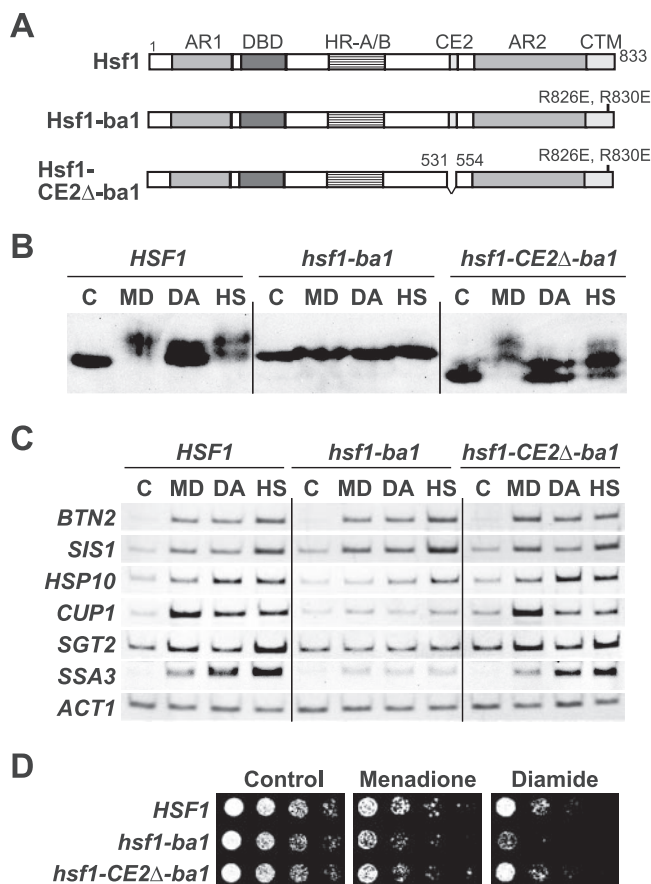 A
AR1 DBD HR-A/B CE2 AR2 CTM
1
Hsf1 833
R826E, R830E
Hsf1-ba1
R826E, R830E
Hsf1-
CE2Δ-ba1 531 554
B
HSF1 hsf1-ba1 hsf1-CE2Δ-ba1
C MD DA HS C MD DA HS C MD DA HS
C
HSF1 hsf1-ba1 hsf1-CE2Δ-ba1
C MD DA HS C MD DA HS C MD DA HS
BTN2
SIS1
HSP10
CUP1
SGT2
SSA3
ACT1
D
Control Menadione Diamide
HSF1
hsf1-ba1
hsf1-CE2Δ-ba1